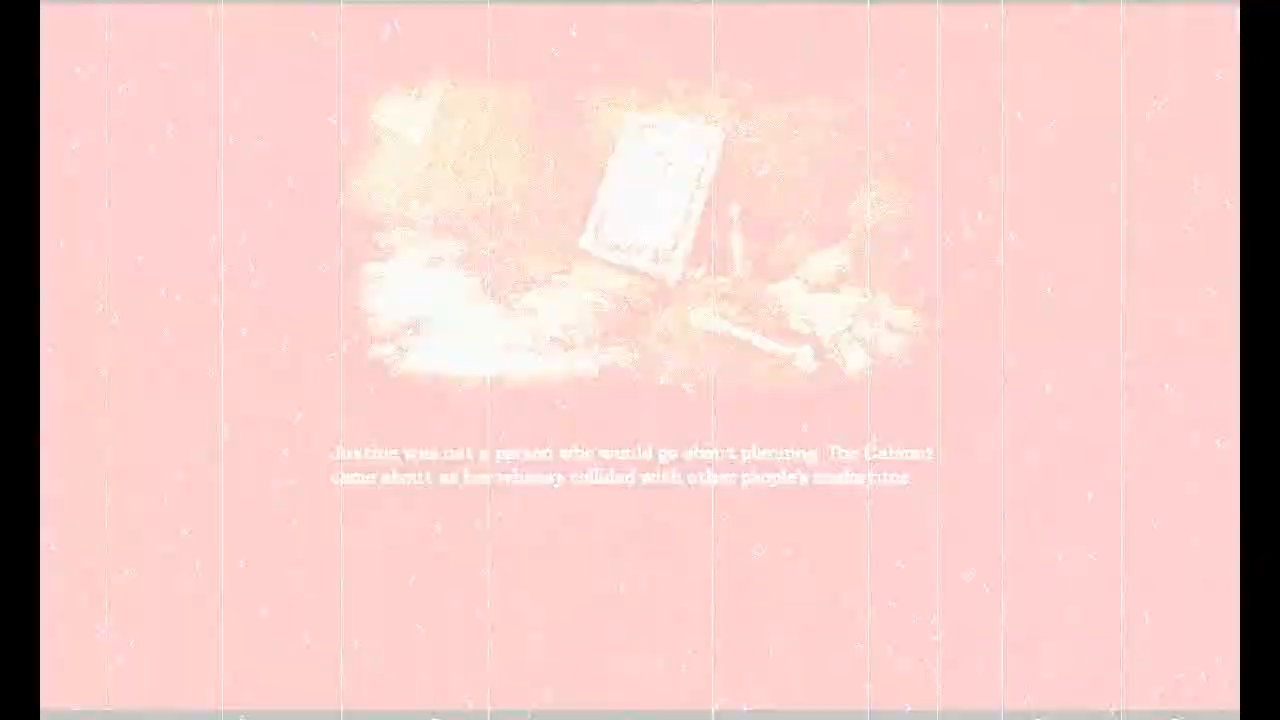 Justine was not a person who would go about planning. The Cabinet
came about as her whimsy collided with other people's